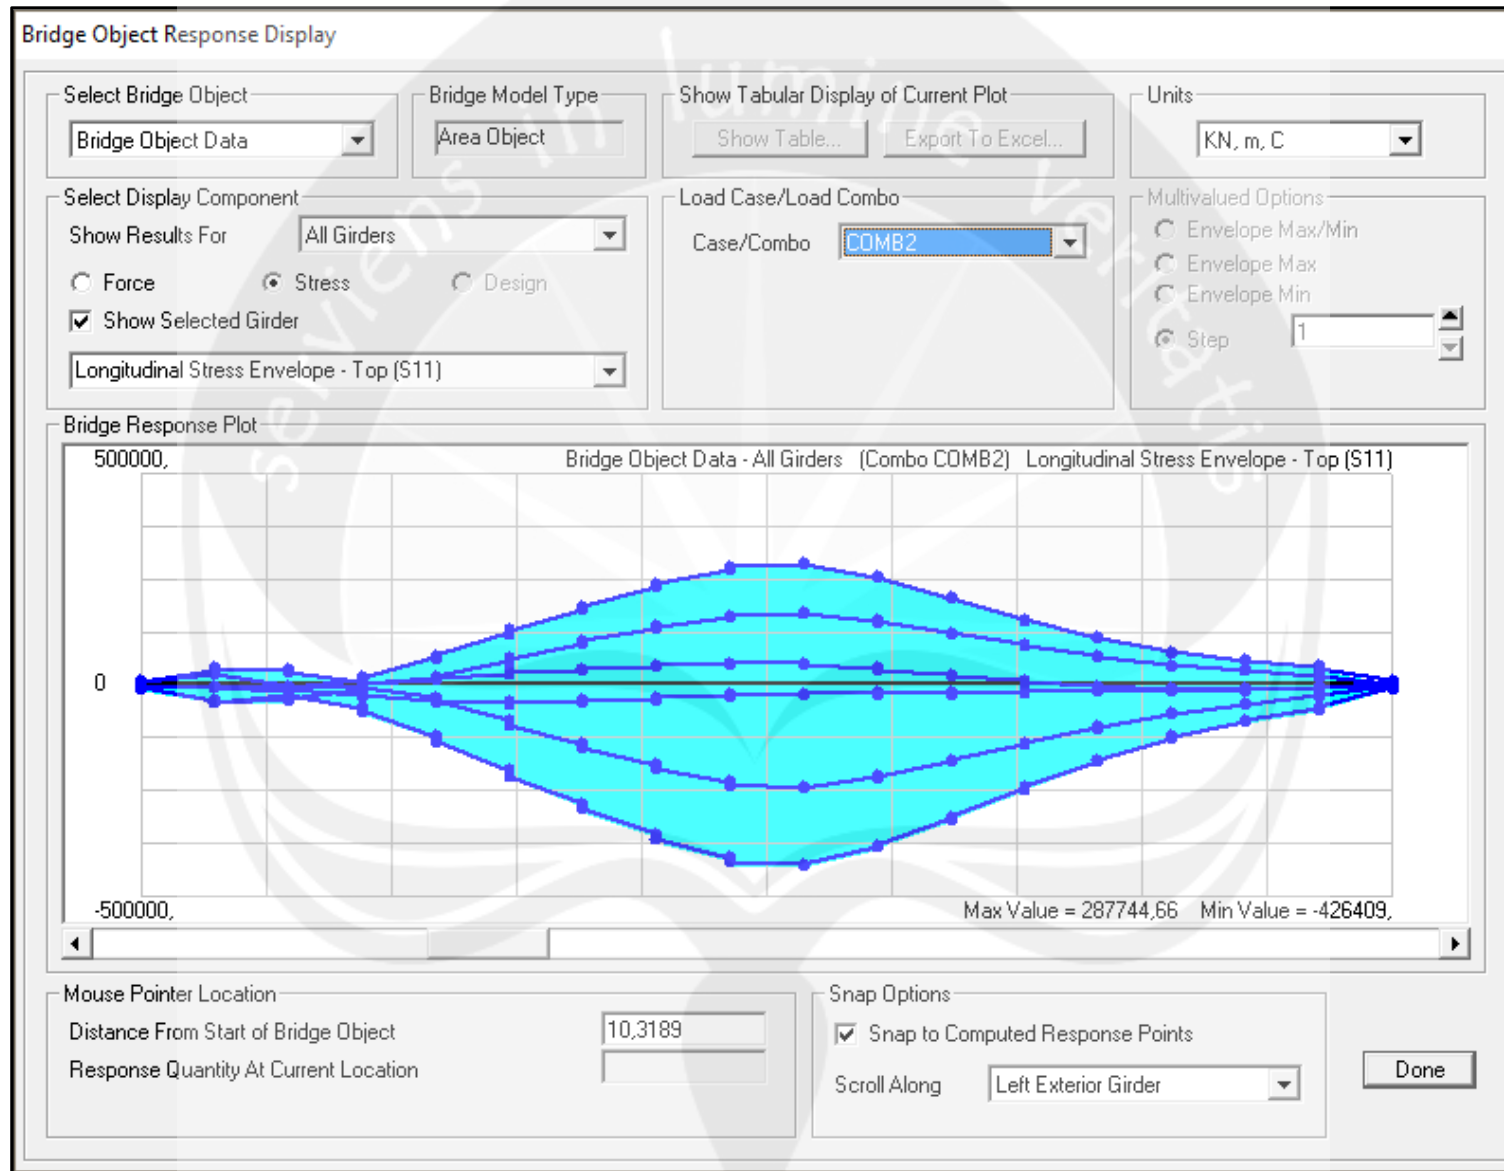 Bridge Object Response Display
Select Bridge Object
Bridge Object Data
Bridge Model Type
Area Object
Show Tabular Display of Current Plot
Show Table...
Export To Excel...
Units
KN, m, C
Select Display Component
Show Results For
All Girders
Force
Stress
Design
Show Selected Girder
Longitudinal Stress Envelope - Top (S11)
Load Case/Load Combo
Case/Combo
COMB2
Multivalued Options
Envelope Max/Min
Envelope Max
Envelope Min
Step
1
Bridge Response Plot
500000,
Bridge Object Data - All Girders (Combo COMB2) Longitudinal Stress Envelope - Top (S11)
0
-500000,
Max Value = 287744,66 Min Value = -426409,
Mouse Pointer Location
Distance From Start of Bridge Object
10,3189
Response Quantity At Current Location
Snap Options
Snap to Computed Response Points
Scroll Along
Left Exterior Girder
Done
serviens in lumine veritatis